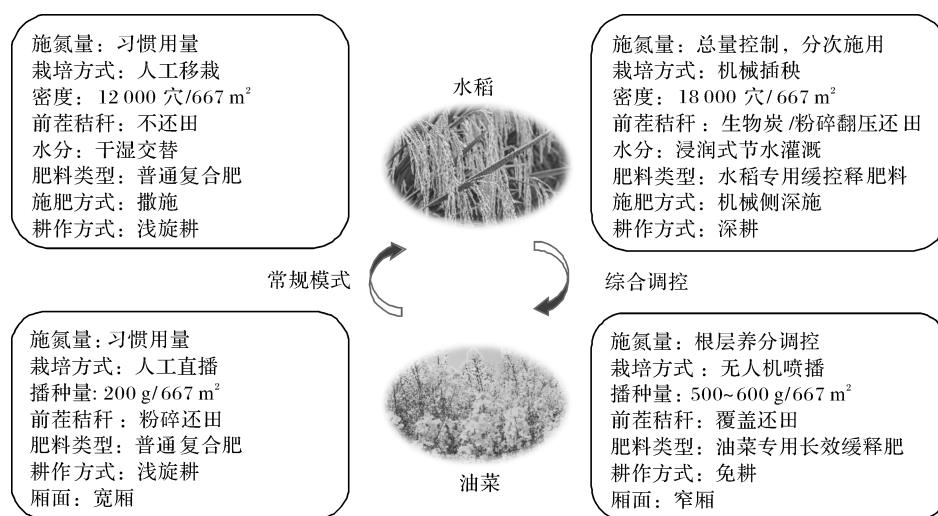 施氮量：习惯用量
栽培方式：人工移栽
密度：12 000 穴/667 m²
前茬秸秆：不还田
水分：干湿交替
肥料类型：普通复合肥
施肥方式：撒施
耕作方式：浅旋耕
水稻
施氮量：总量控制，分次施用
栽培方式：机械插秧
密度：18 000 穴/ 667 m²
前茬秸秆：生物炭 /粉碎翻压还田
水分：浸润式节水灌溉
肥料类型：水稻专用缓控释肥料
施肥方式：机械侧深施
耕作方式：深耕
常规模式
综合调控
施氮量:习惯用量
栽培方式：人工直播
播种量: 200 g/ 667 m²
前茬秸秆：粉碎还田
肥料类型：普通复合肥
耕作方式：浅旋耕
厢面：宽厢
油菜
施氮量：根层养分调控
栽培方式：无人机喷播
播种量：500~600 g/667 m²
前茬秸秆：覆盖还田
肥料类型：油菜专用长效缓释肥
耕作方式：免耕
厢面：窄厢